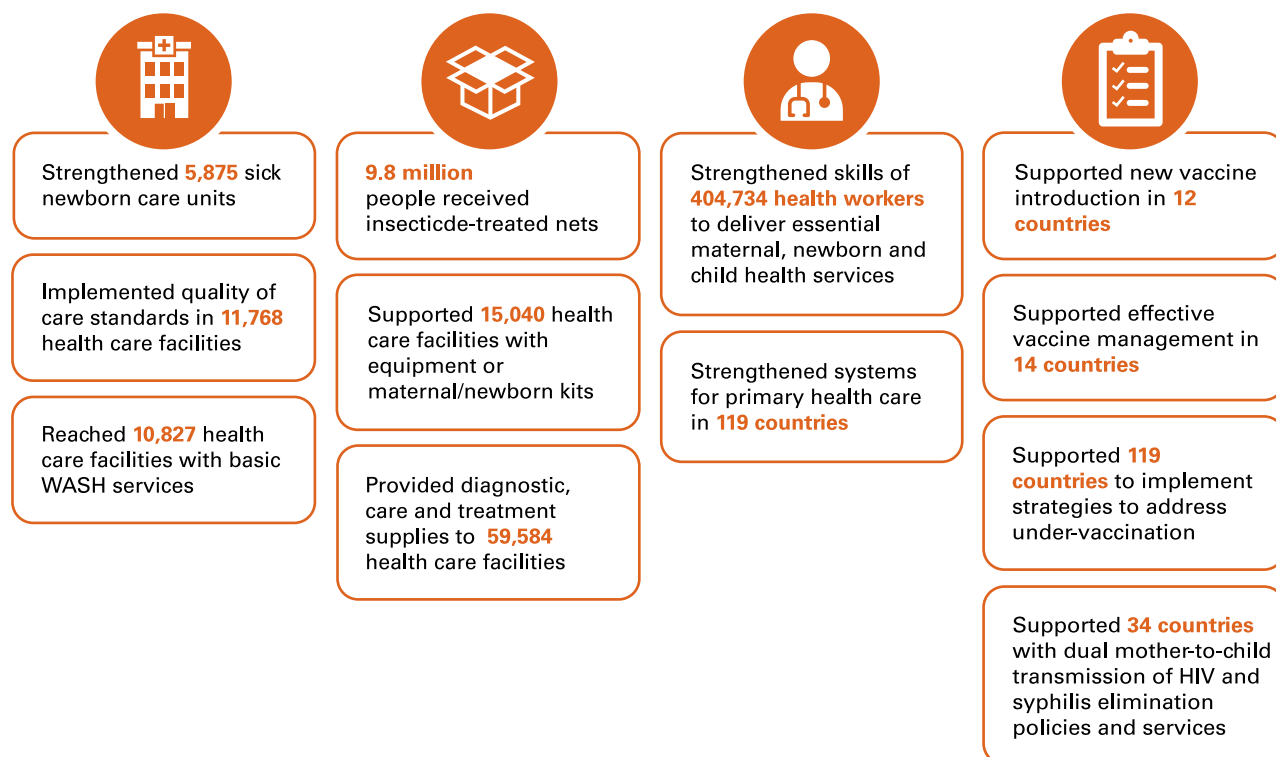 Strengthened 5,875 sick
newborn care units
Implemented quality of
care standards in 11,768
health care facilities
Reached 10,827 health
care facilities with basic
WASH services
9.8 million
people received
insecticde-treated nets
Supported 15,040 health
care facilities with
equipment or
maternal/newborn kits
Provided diagnostic,
care and treatment
supplies to 59,584
health care facilities
Strengthened skills of
404,734 health workers
to deliver essential
maternal, newborn and
child health services
Strengthened systems
for primary health care
in 119 countries
Supported new vaccine
introduction in 12
countries
Supported effective
vaccine management in
14 countries
Supported 119
countries to implement
strategies to address
under-vaccination
Supported 34 countries
with dual mother-to-child
transmission of HIV and
syphilis elimination
policies and services